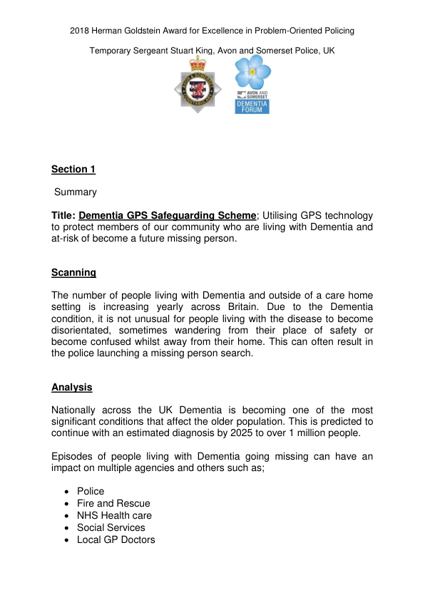 2018 Herman Goldstein Award for Excellence in Problem-Oriented Policing
Temporary Sergeant Stuart King, Avon and Somerset Police, UK
AVON AND
SOMERSET
DEMENTIA
FORUM
Section 1
Summary
Title: Dementia GPS Safeguarding Scheme; Utilising GPS technology
to protect members of our community who are living with Dementia and
at-risk of become a future missing person.
Scanning
The number of people living with Dementia and outside of a care home
setting is increasing yearly across Britain. Due to the Dementia
condition, it is not unusual for people living with the disease to become
disorientated, sometimes wandering from their place of safety or
become confused whilst away from their home. This can often result in
the police launching a missing person search.
Analysis
Nationally across the UK Dementia is becoming one of the most
significant conditions that affect the older population. This is predicted to
continue with an estimated diagnosis by 2025 to over 1 million people.
Episodes of people living with Dementia going missing can have an
impact on multiple agencies and others such as;
• Police
• Fire and Rescue
• NHS Health care
• Social Services
• Local GP Doctors